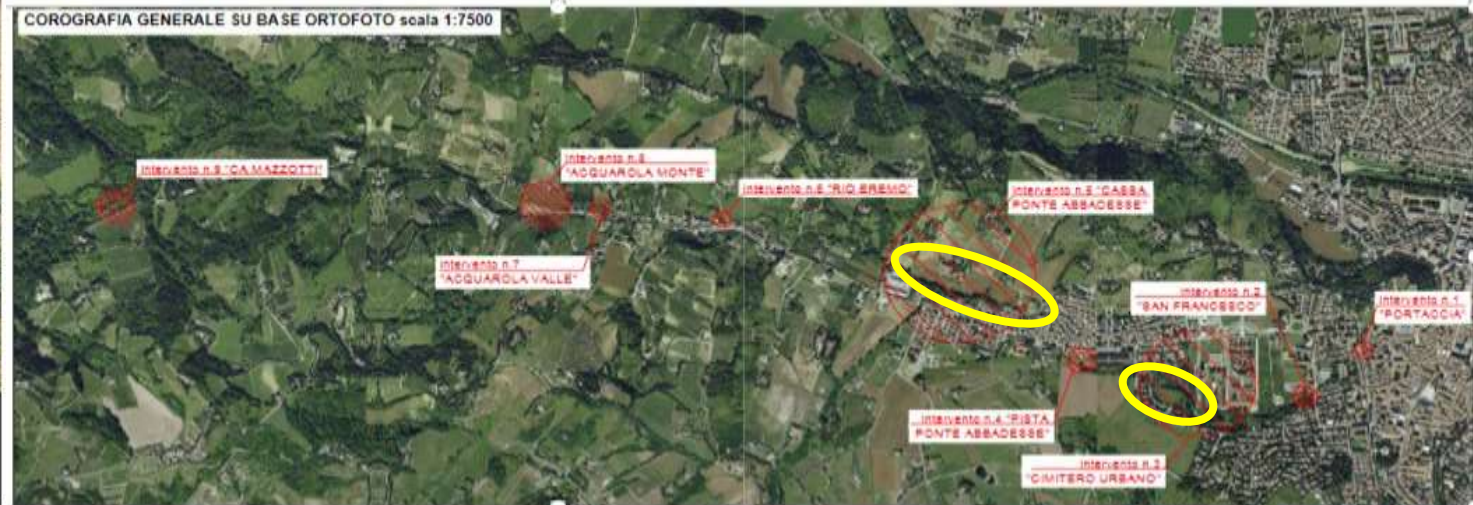 COROGRAFIA GENERALE SU BASE ORTOFOTO scala 1:7500
Intervento n.9 "CA MAZZOTTI"
Intervento n.8
"ACQUAROLA MONTE"
Intervento n.6 "RIO EREMO"
Intervento n.5 "CASSA
PONTE ABBADESSE"
Intervento n.7
"ACQUAROLA VALLE"
Intervento n.2
"SAN FRANCESCO"
Intervento n.1
"PORTACCIA"
Intervento n.4 "PISTA
PONTE ABBADESSE"
Intervento n.3
"CIMITERO URBANO"